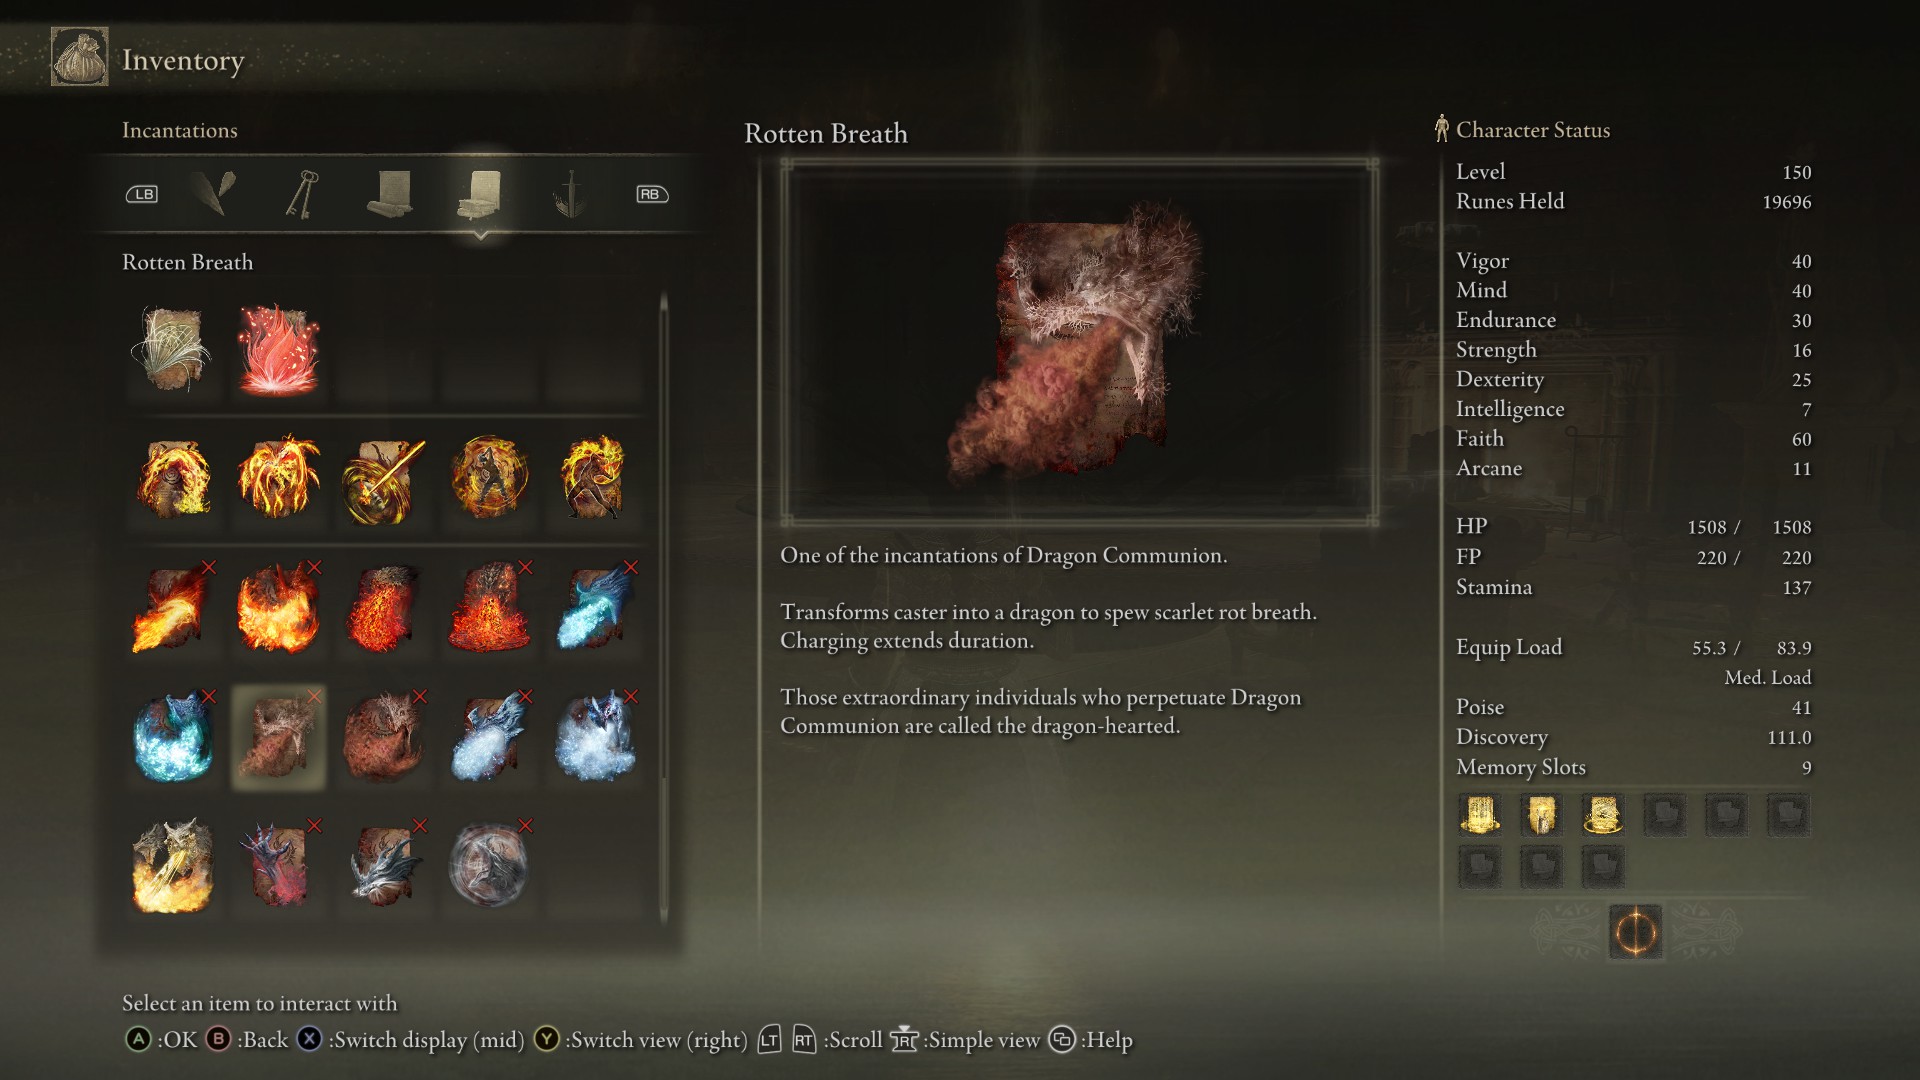 Inventory
Incantations
LB
RB
Rotten Breath
Rotten Breath
One of the incantations of Dragon Communion.
Transforms caster into a dragon to spew scarlet rot breath.
Charging extends duration.
Those extraordinary individuals who perpetuate Dragon
Communion are called the dragon-hearted.
Character Status
Level 150
Runes Held 19696
Vigor 40
Mind 40
Endurance 30
Strength 16
Dexterity 25
Intelligence 7
Faith 60
Arcane 11
HP 1508 / 1508
FP 220 / 220
Stamina 137
Equip Load 55.3 / 83.9
Med. Load
Poise 41
Discovery 111.0
Memory Slots 9
Select an item to interact with
A :OK B :Back X :Switch display (mid) Y :Switch view (right) LT RT :Scroll R :Simple view :Help